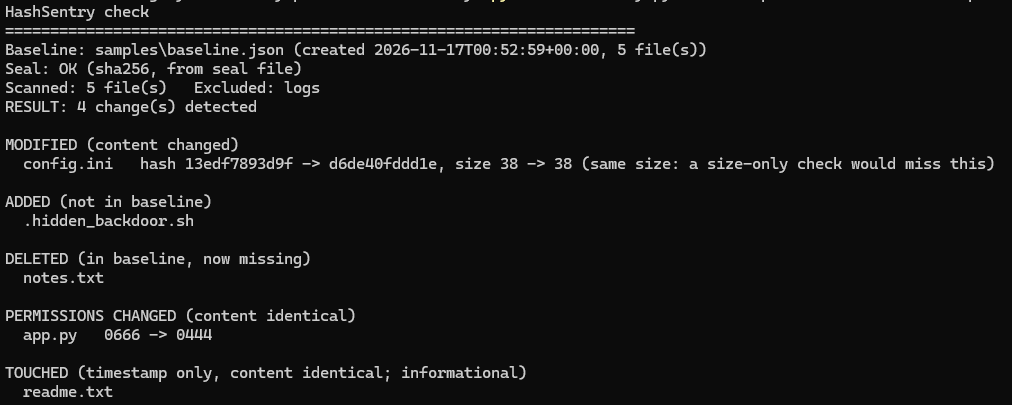 HashSentry check
======================================================================
Baseline: samples\baseline.json (created 2026-11-17T00:52:59+00:00, 5 file(s))
Seal: OK (sha256, from seal file)
Scanned: 5 file(s)   Excluded: logs
RESULT: 4 change(s) detected

MODIFIED (content changed)
  config.ini   hash 13edf7893d9f -> d6de40fddd1e, size 38 -> 38 (same size: a size-only check would miss this)

ADDED (not in baseline)
  .hidden_backdoor.sh

DELETED (in baseline, now missing)
  notes.txt

PERMISSIONS CHANGED (content identical)
  app.py   0666 -> 0444

TOUCHED (timestamp only, content identical; informational)
  readme.txt